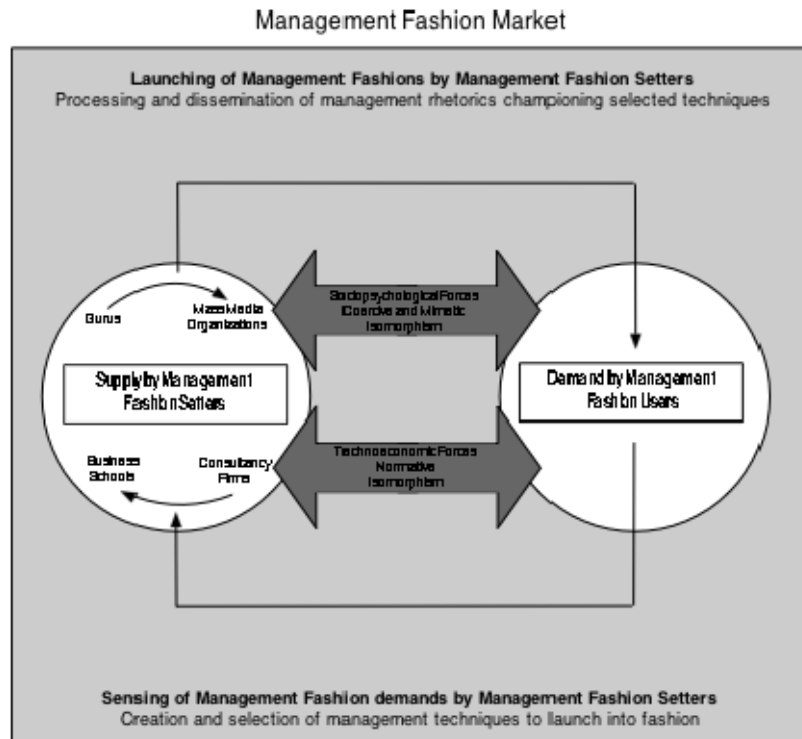 Management Fashion Market
Launching of Management Fashions by Management Fashion Setters
Processing and dissemination of management rhetorics championing selected techniques
Gurus
Mass Media
Organizations
Sociopsychological Forces
(Coercive and Mimetic
Isomorphism
Supply by Management
Fashion Setters
Demand by Management
Fashion Users
Business
Schools
Consultancy
Firms
Technoeconomic Forces
Normative
Isomorphism
Sensing of Management Fashion demands by Management Fashion Setters
Creation and selection of management techniques to llaunch into fashion